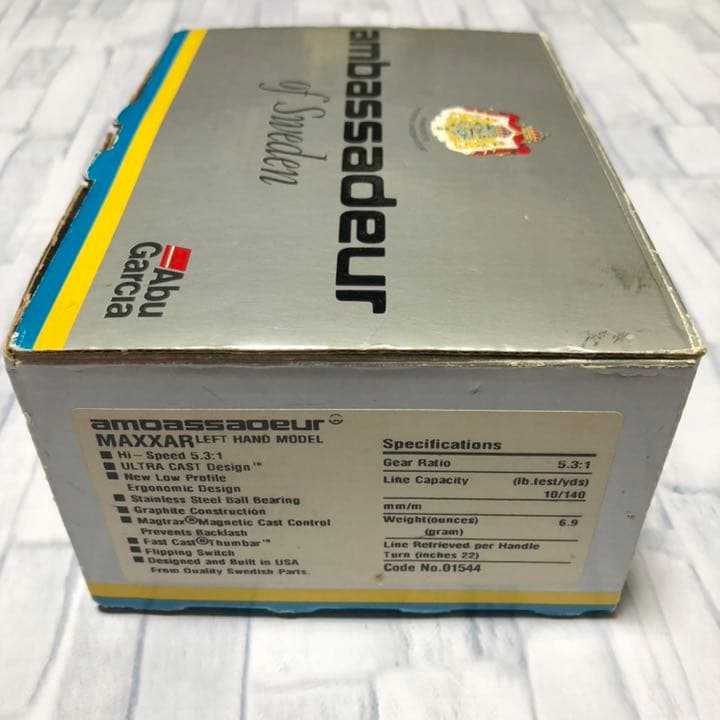 ambassadeur
of Sweden
Abu
Garcia
ambassadeur®
MAXXAR LEFT HAND MODEL
■ Hi-Speed 5.3:1
■ ULTRA CAST Design™
■ New Low Profile
Ergonomic Design
■ Stainless Steel Ball Bearing
■ Graphite Construction
■ Magtrax® Magnetic Cast Control
Prevents Backlash
■ Fast Cast® Thumbar™
■ Flipping Switch
■ Designed and Built in USA
From Quality Swedish Parts.
Specifications
Gear Ratio 5.3:1
Line Capacity (lb.test/yds)
10/140
mm/m
Weight(ounces) 6.9
(gram)
Line Retrieved per Handle
Turn (inches 22)
Code No.01544